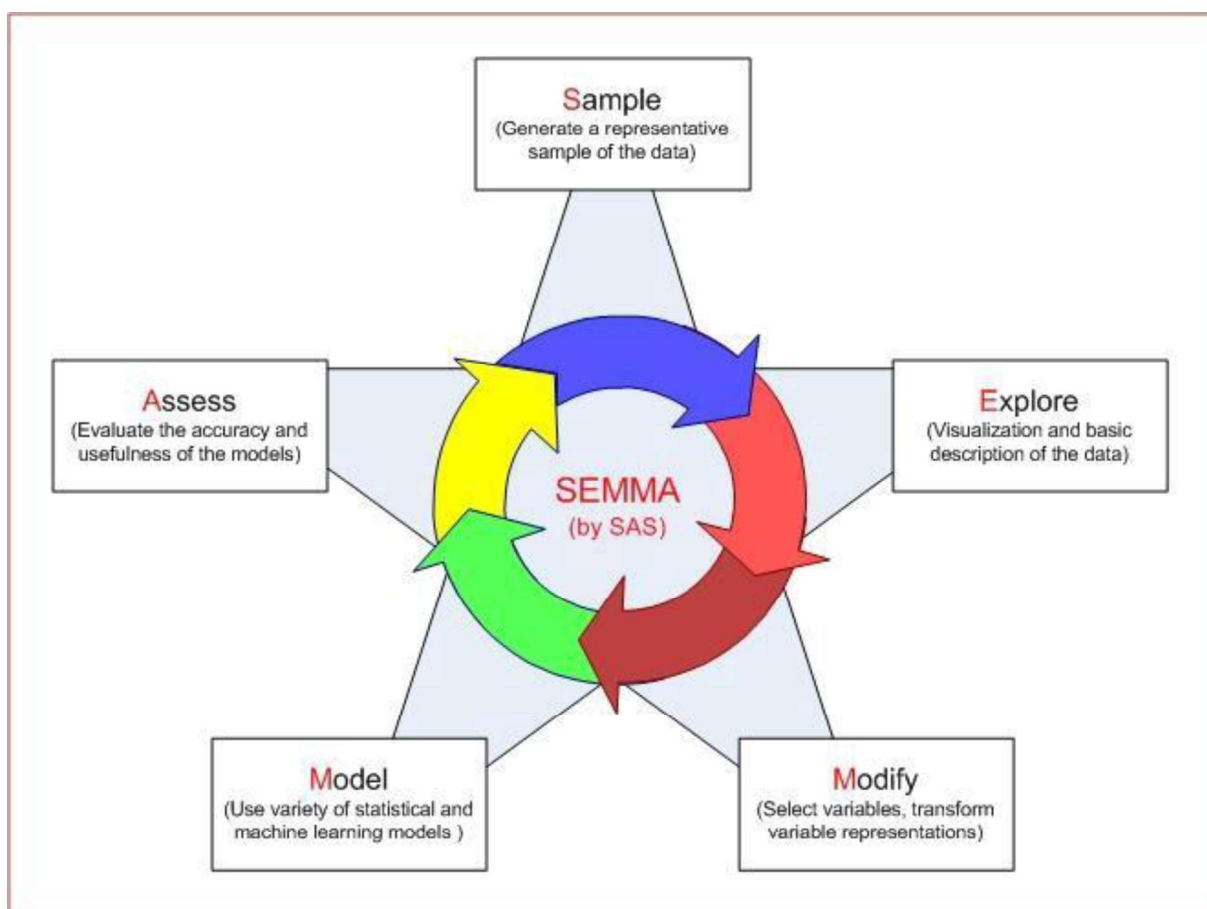 Sample
(Generate a representative
sample of the data)
Assess
(Evaluate the accuracy and
usefulness of the models)
Explore
(Visualization and basic
description of the data)
SEMMA
(by SAS)
Model
(Use variety of statistical and
machine learning models )
Modify
(Select variables, transform
variable representations)